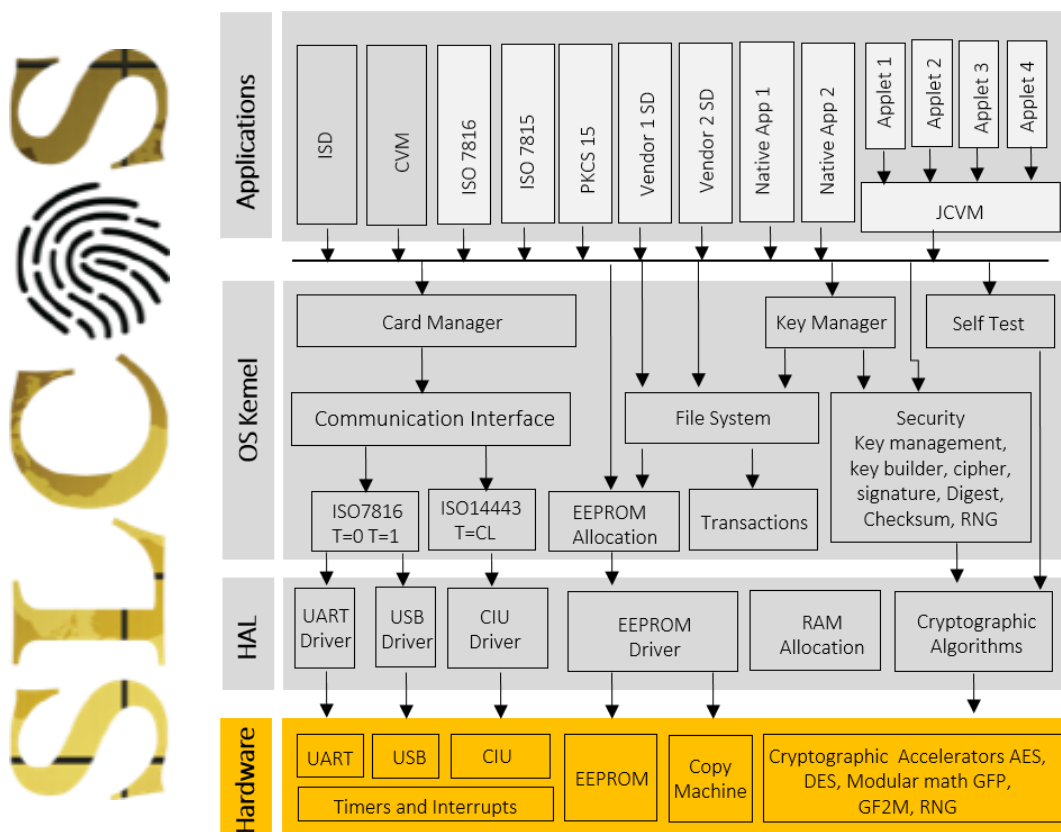 SLCOS
Applications
ISD
CVM
ISO 7816
ISO 7815
PKCS 15
Vendor 1 SD
Vendor 2 SD
Native App 1
Native App 2
Applet 1
Applet 2
Applet 3
Applet 4
JCVM
OS Kernel
Card Manager
Key Manager
Self Test
Communication Interface
File System
Security
Key management,
key builder, cipher,
signature, Digest,
Checksum, RNG
ISO7816
T=0 T=1
ISO14443
T=CL
EEPROM
Allocation
Transactions
HAL
UART
Driver
USB
Driver
CIU
Driver
EEPROM
Driver
RAM
Allocation
Cryptographic
Algorithms
Hardware
UART
USB
CIU
Timers and Interrupts
EEPROM
Copy
Machine
Cryptographic Accelerators AES,
DES, Modular math GFP,
GF2M, RNG